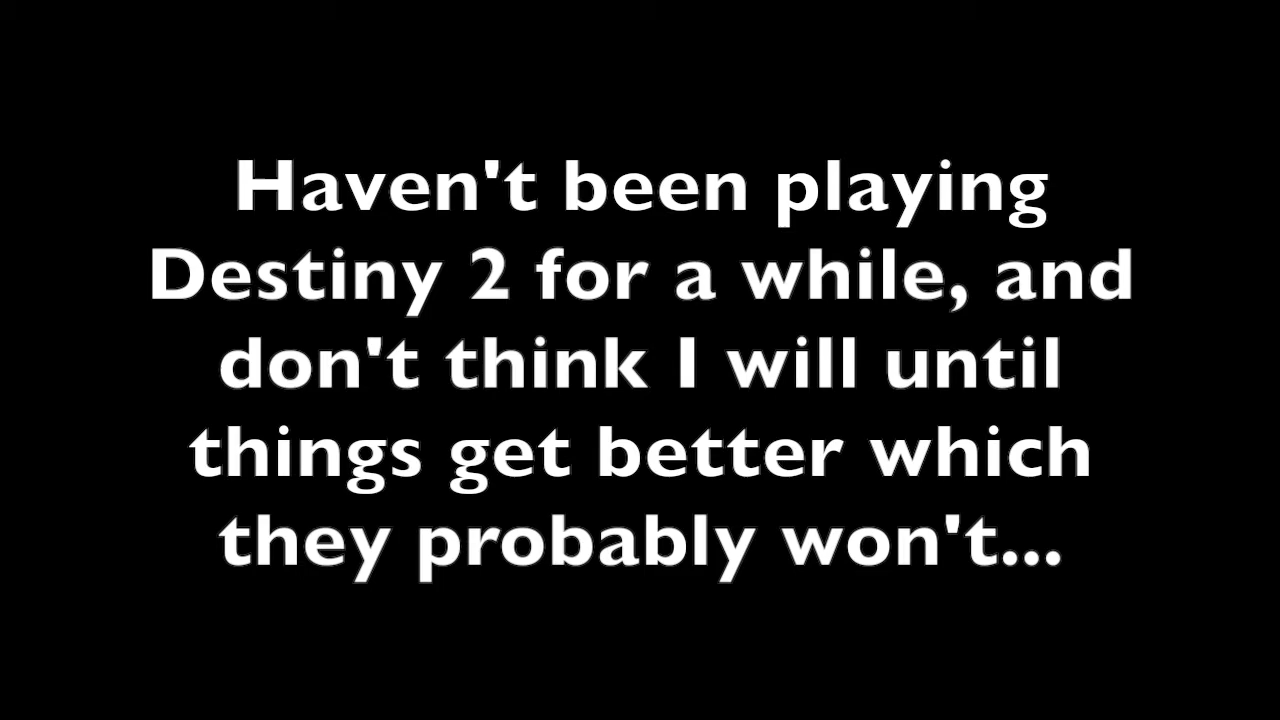 Haven't been playing
Destiny 2 for a while, and
don't think I will until
things get better which
they probably won't...